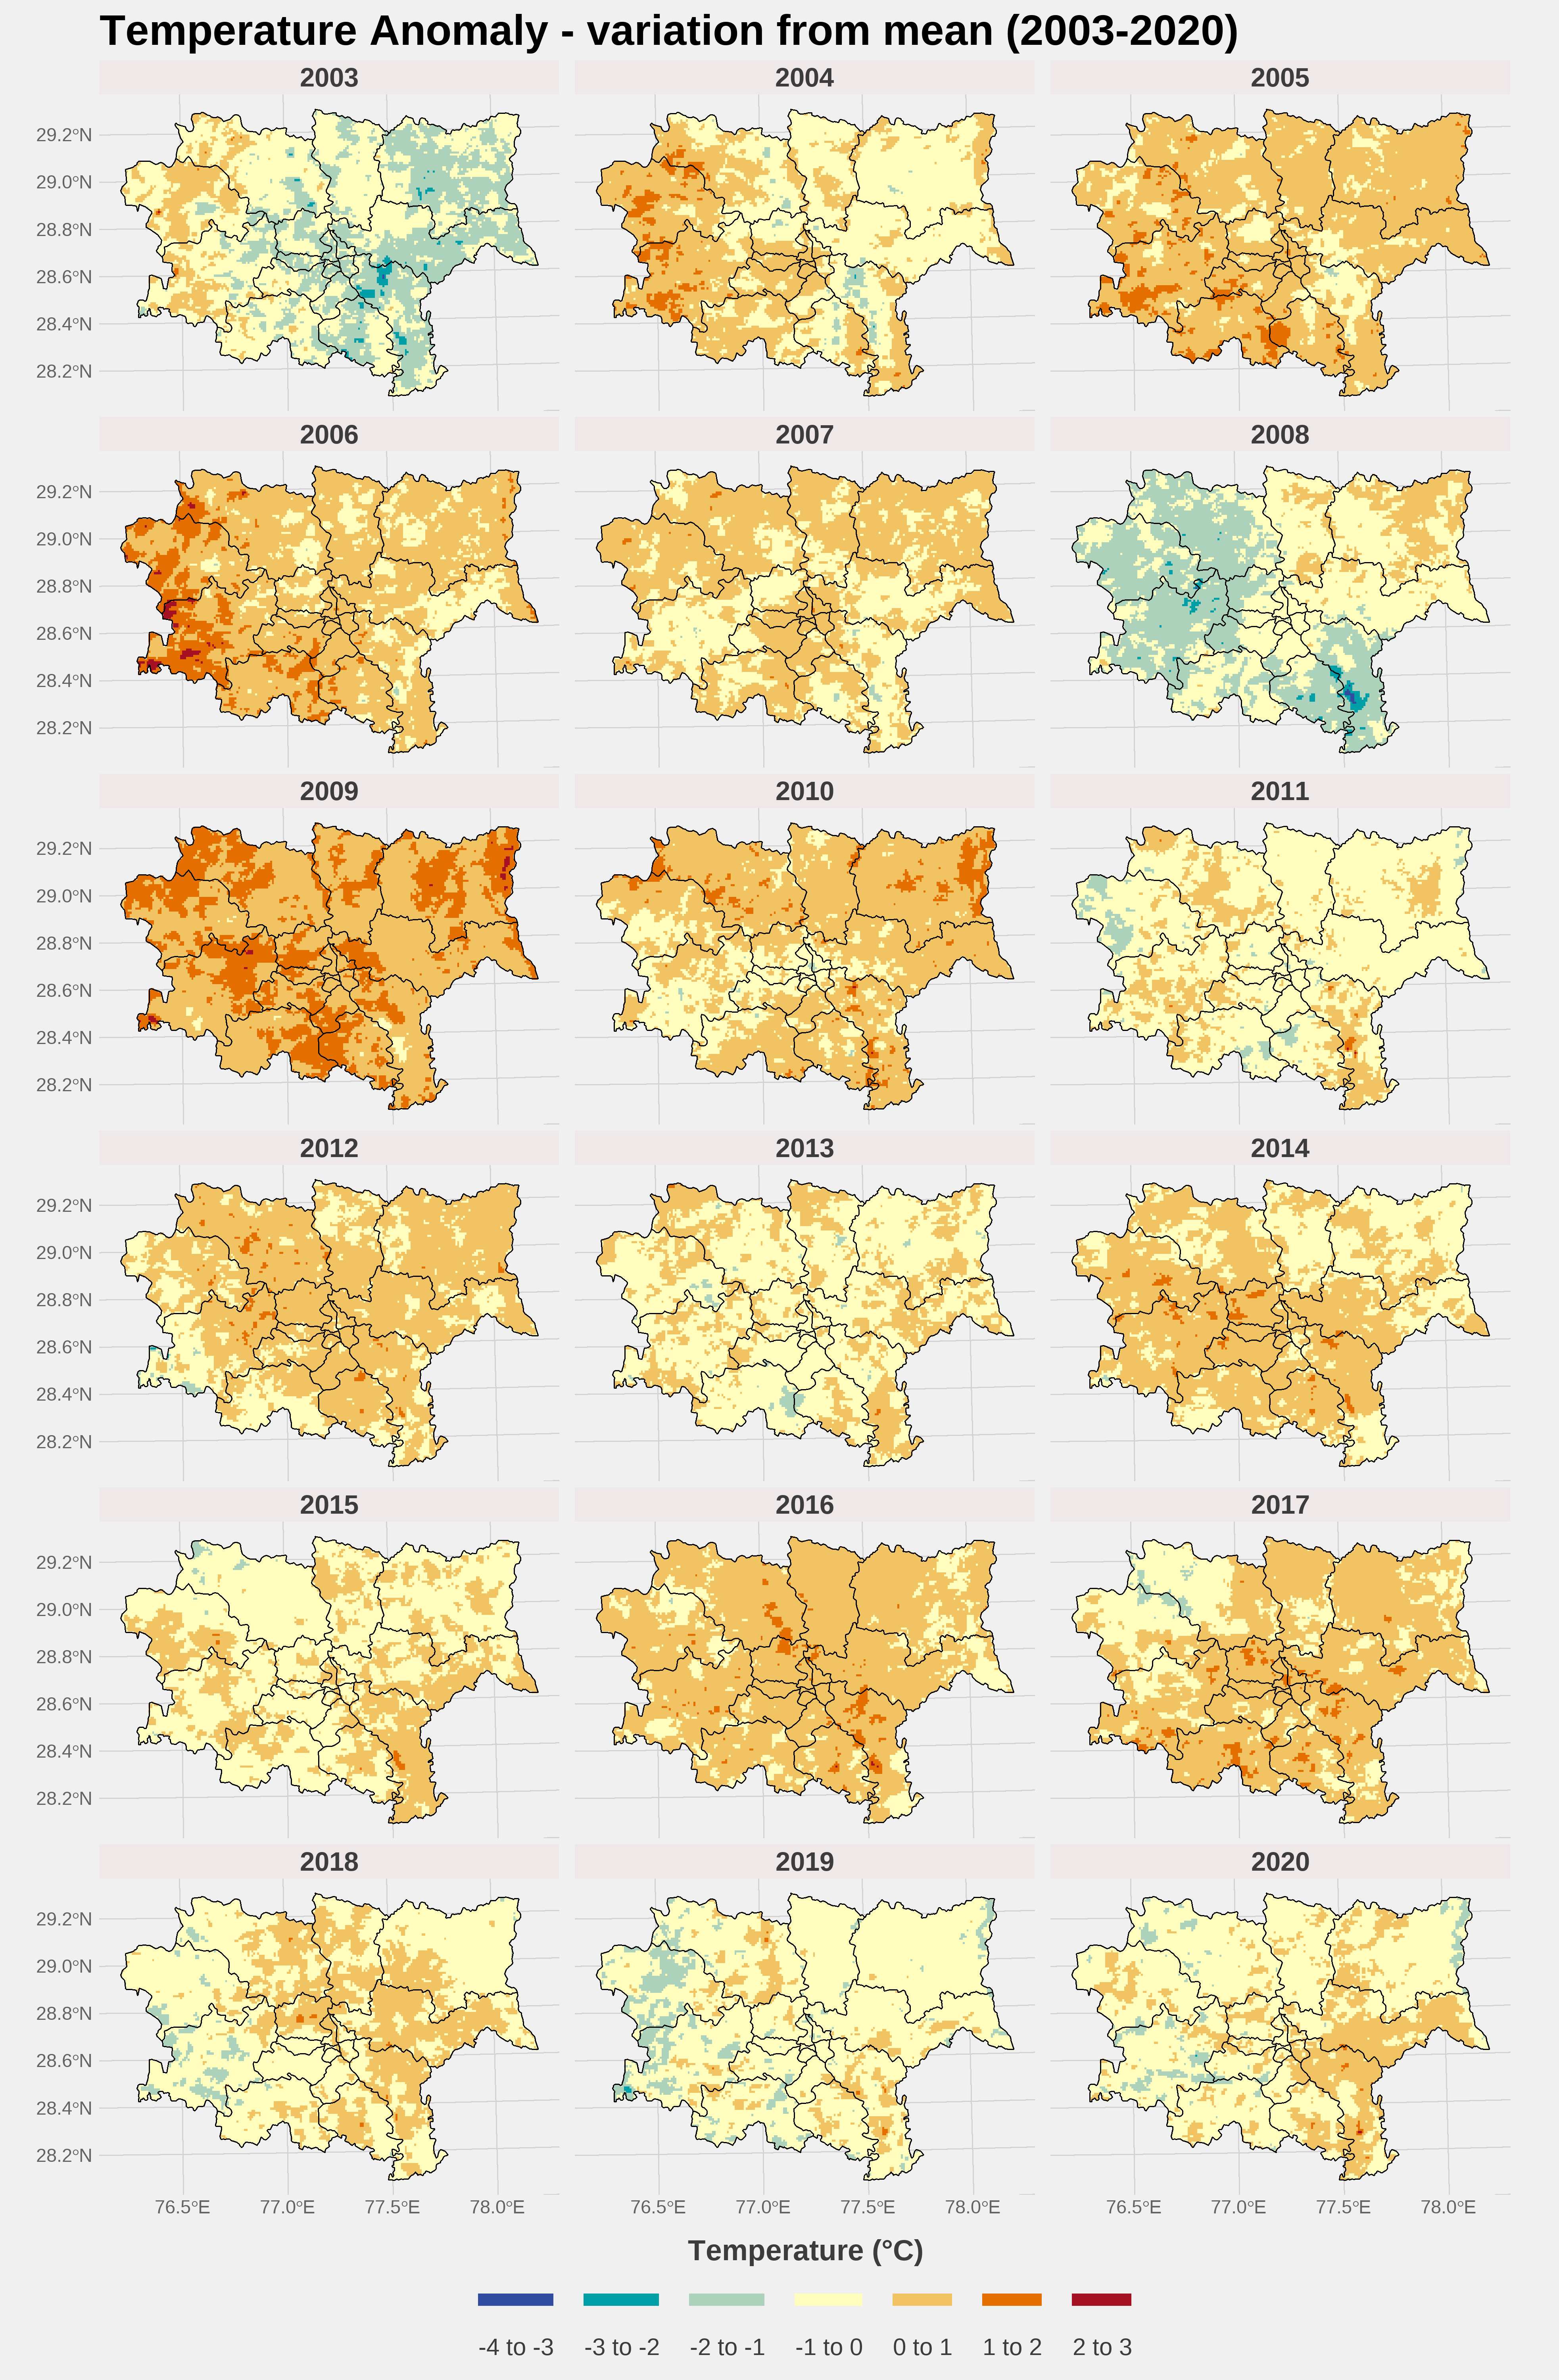 Temperature Anomaly - variation from mean (2003-2020)
2003 2004 2005
29.2°N
29.0°N
28.8°N
28.6°N
28.4°N
28.2°N
2006 2007 2008
29.2°N
29.0°N
28.8°N
28.6°N
28.4°N
28.2°N
2009 2010 2011
29.2°N
29.0°N
28.8°N
28.6°N
28.4°N
28.2°N
2012 2013 2014
29.2°N
29.0°N
28.8°N
28.6°N
28.4°N
28.2°N
2015 2016 2017
29.2°N
29.0°N
28.8°N
28.6°N
28.4°N
28.2°N
2018 2019 2020
29.2°N
29.0°N
28.8°N
28.6°N
28.4°N
28.2°N
76.5°E 77.0°E 77.5°E 78.0°E 76.5°E 77.0°E 77.5°E 78.0°E 76.5°E 77.0°E 77.5°E 78.0°E
Temperature (°C)
-4 to -3 -3 to -2 -2 to -1 -1 to 0 0 to 1 1 to 2 2 to 3